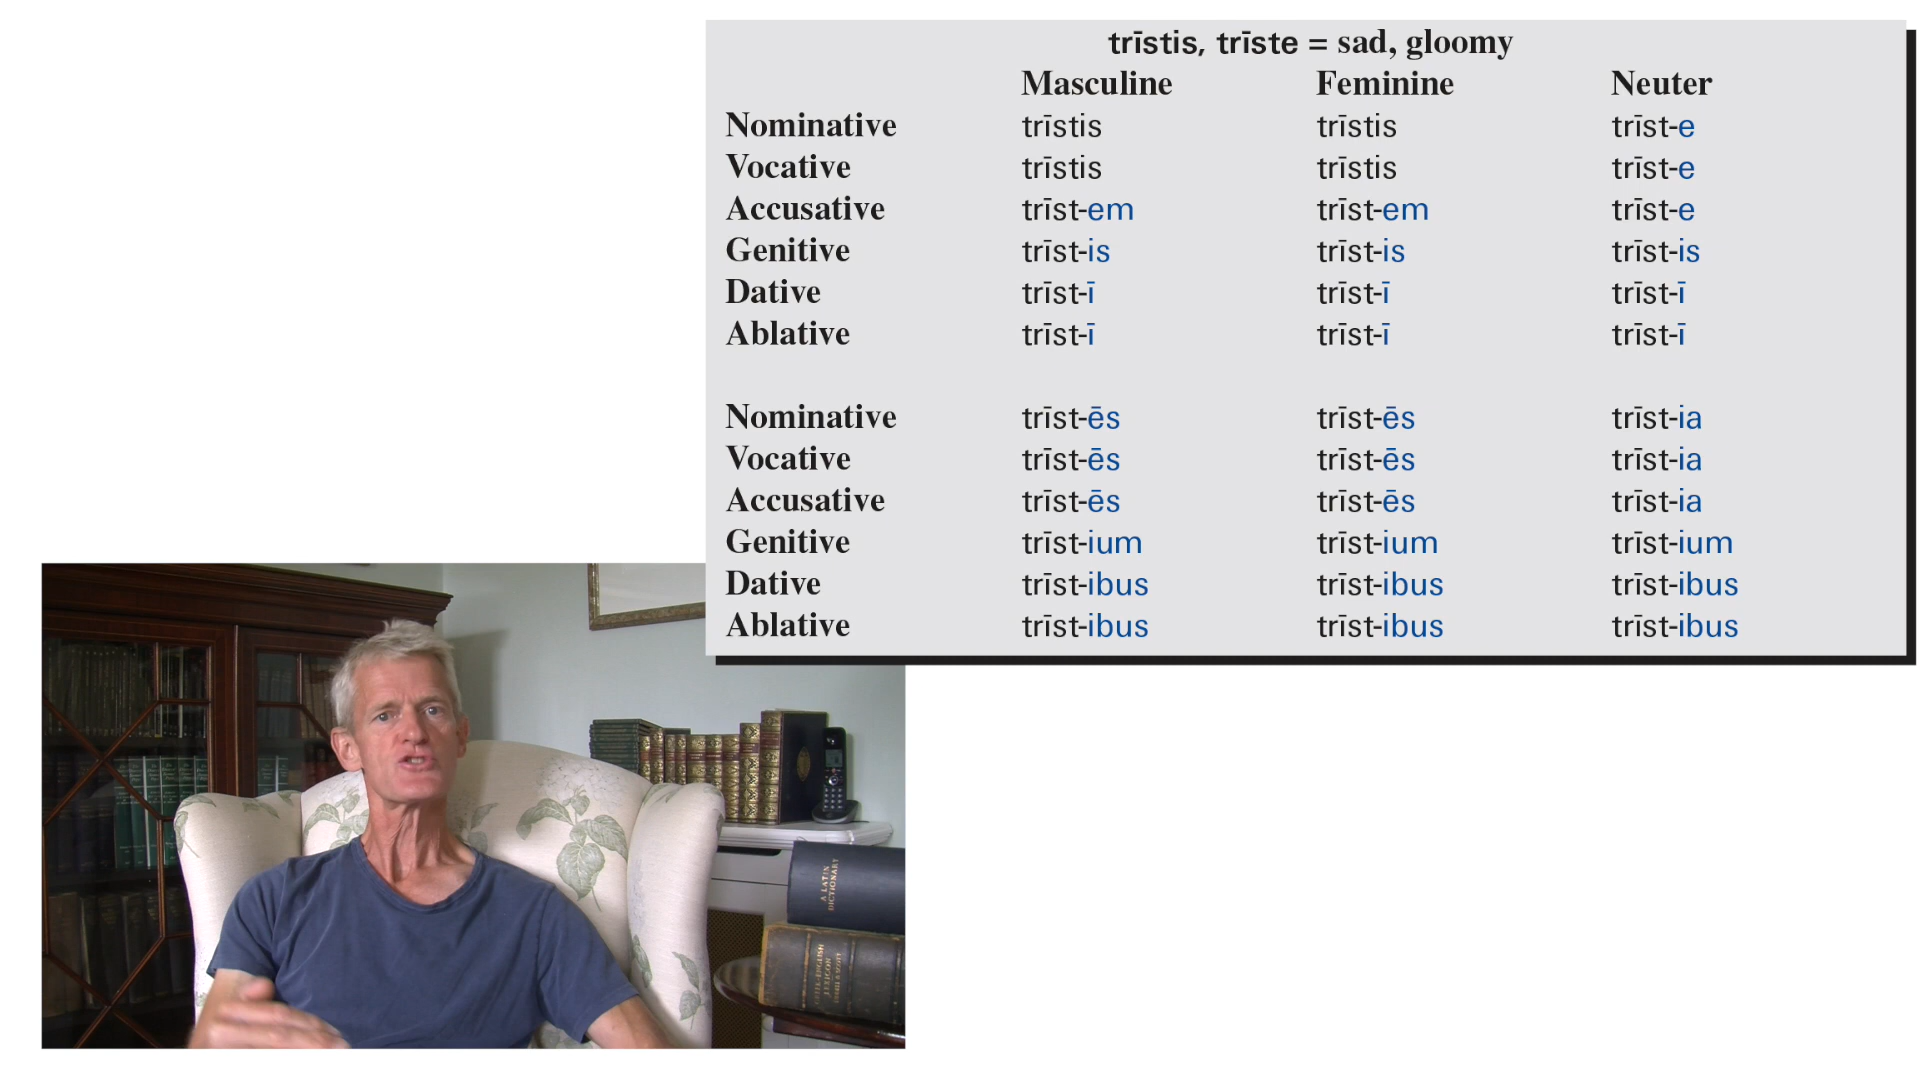 trīstis, trīste = sad, gloomy
Masculine Feminine Neuter
Nominative trīstis trīstis trīst-e
Vocative trīstis trīstis trīst-e
Accusative trīst-em trīst-em trīst-e
Genitive trīst-is trīst-is trīst-is
Dative trīst-ī trīst-ī trīst-ī
Ablative trīst-ī trīst-ī trīst-ī
Nominative trīst-ēs trīst-ēs trīst-ia
Vocative trīst-ēs trīst-ēs trīst-ia
Accusative trīst-ēs trīst-ēs trīst-ia
Genitive trīst-ium trīst-ium trīst-ium
Dative trīst-ibus trīst-ibus trīst-ibus
Ablative trīst-ibus trīst-ibus trīst-ibus
A LATIN
DICTIONARY
LEXICON